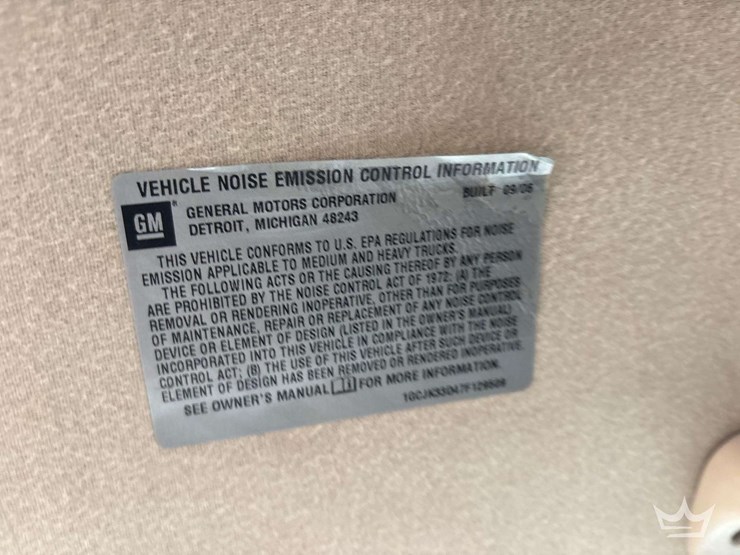 VEHICLE NOISE EMISSION CONTROL INFORMATION
GM® GENERAL MOTORS CORPORATION BUILT 09/06
DETROIT, MICHIGAN 48243
THIS VEHICLE CONFORMS TO U.S. EPA REGULATIONS FOR NOISE
EMISSION APPLICABLE TO MEDIUM AND HEAVY TRUCKS.
THE FOLLOWING ACTS OR THE CAUSING THEREOF BY ANY PERSON
ARE PROHIBITED BY THE NOISE CONTROL ACT OF 1972: (A) THE
REMOVAL OR RENDERING INOPERATIVE, OTHER THAN FOR PURPOSES
OF MAINTENANCE, REPAIR OR REPLACEMENT OF ANY NOISE CONTROL
DEVICE OR ELEMENT OF DESIGN (LISTED IN THE OWNER'S MANUAL)
INCORPORATED INTO THIS VEHICLE IN COMPLIANCE WITH THE NOISE
CONTROL ACT; (B) THE USE OF THIS VEHICLE AFTER SUCH DEVICE OR
ELEMENT OF DESIGN HAS BEEN REMOVED OR RENDERED INOPERATIVE.
SEE OWNER'S MANUAL FOR MORE INFORMATION.